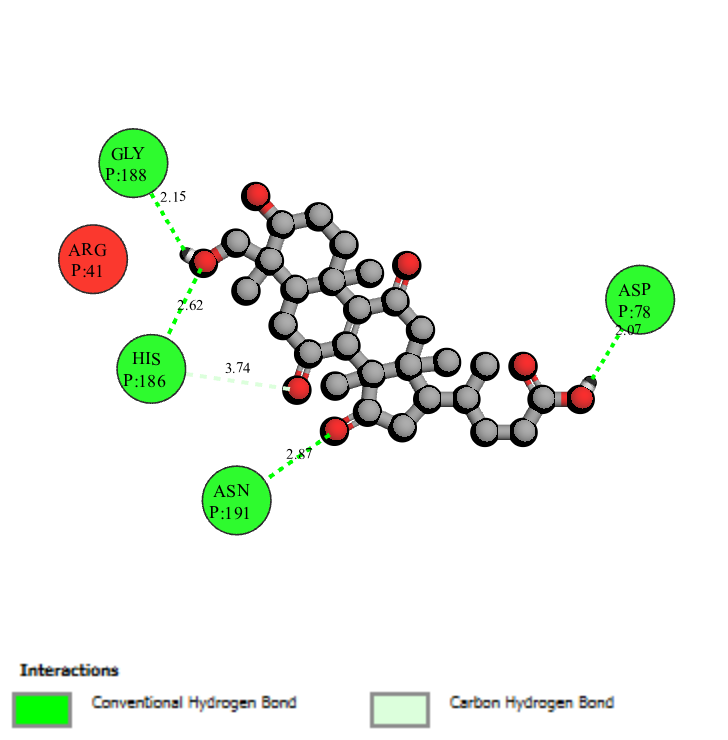 GLY
P:188
2.15
ARG
P:41
2.62
HIS
P:186
3.74
ASP
P:78
2.07
2.87
ASN
P:191
Interactions
Conventional Hydrogen Bond
Carbon Hydrogen Bond